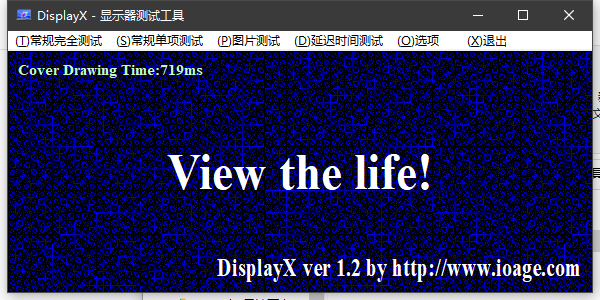 DisplayX - 显示器测试工具
(T)常规完全测试 (S)常规单项测试 (P)图片测试 (D)延迟时间测试 (O)选项 (X)退出
Cover Drawing Time:719ms
View the life!
DisplayX ver 1.2 by http://www.ioage.com